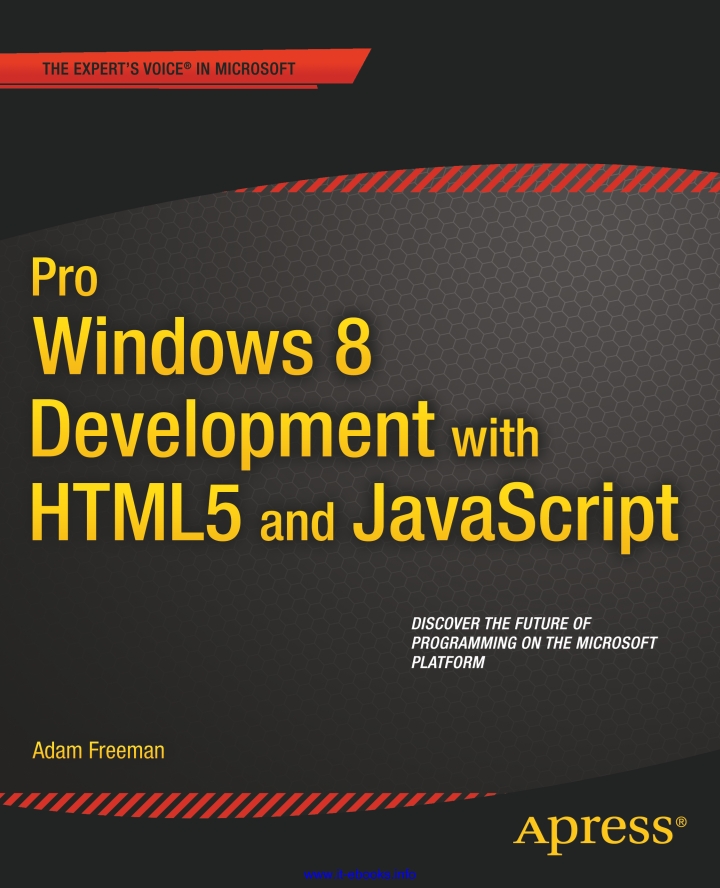 THE EXPERT'S VOICE® IN MICROSOFT
Pro
Windows 8
Development with
HTML5 and JavaScript
DISCOVER THE FUTURE OF
PROGRAMMING ON THE MICROSOFT
PLATFORM
Adam Freeman
Apress®
www.it-ebooks.info